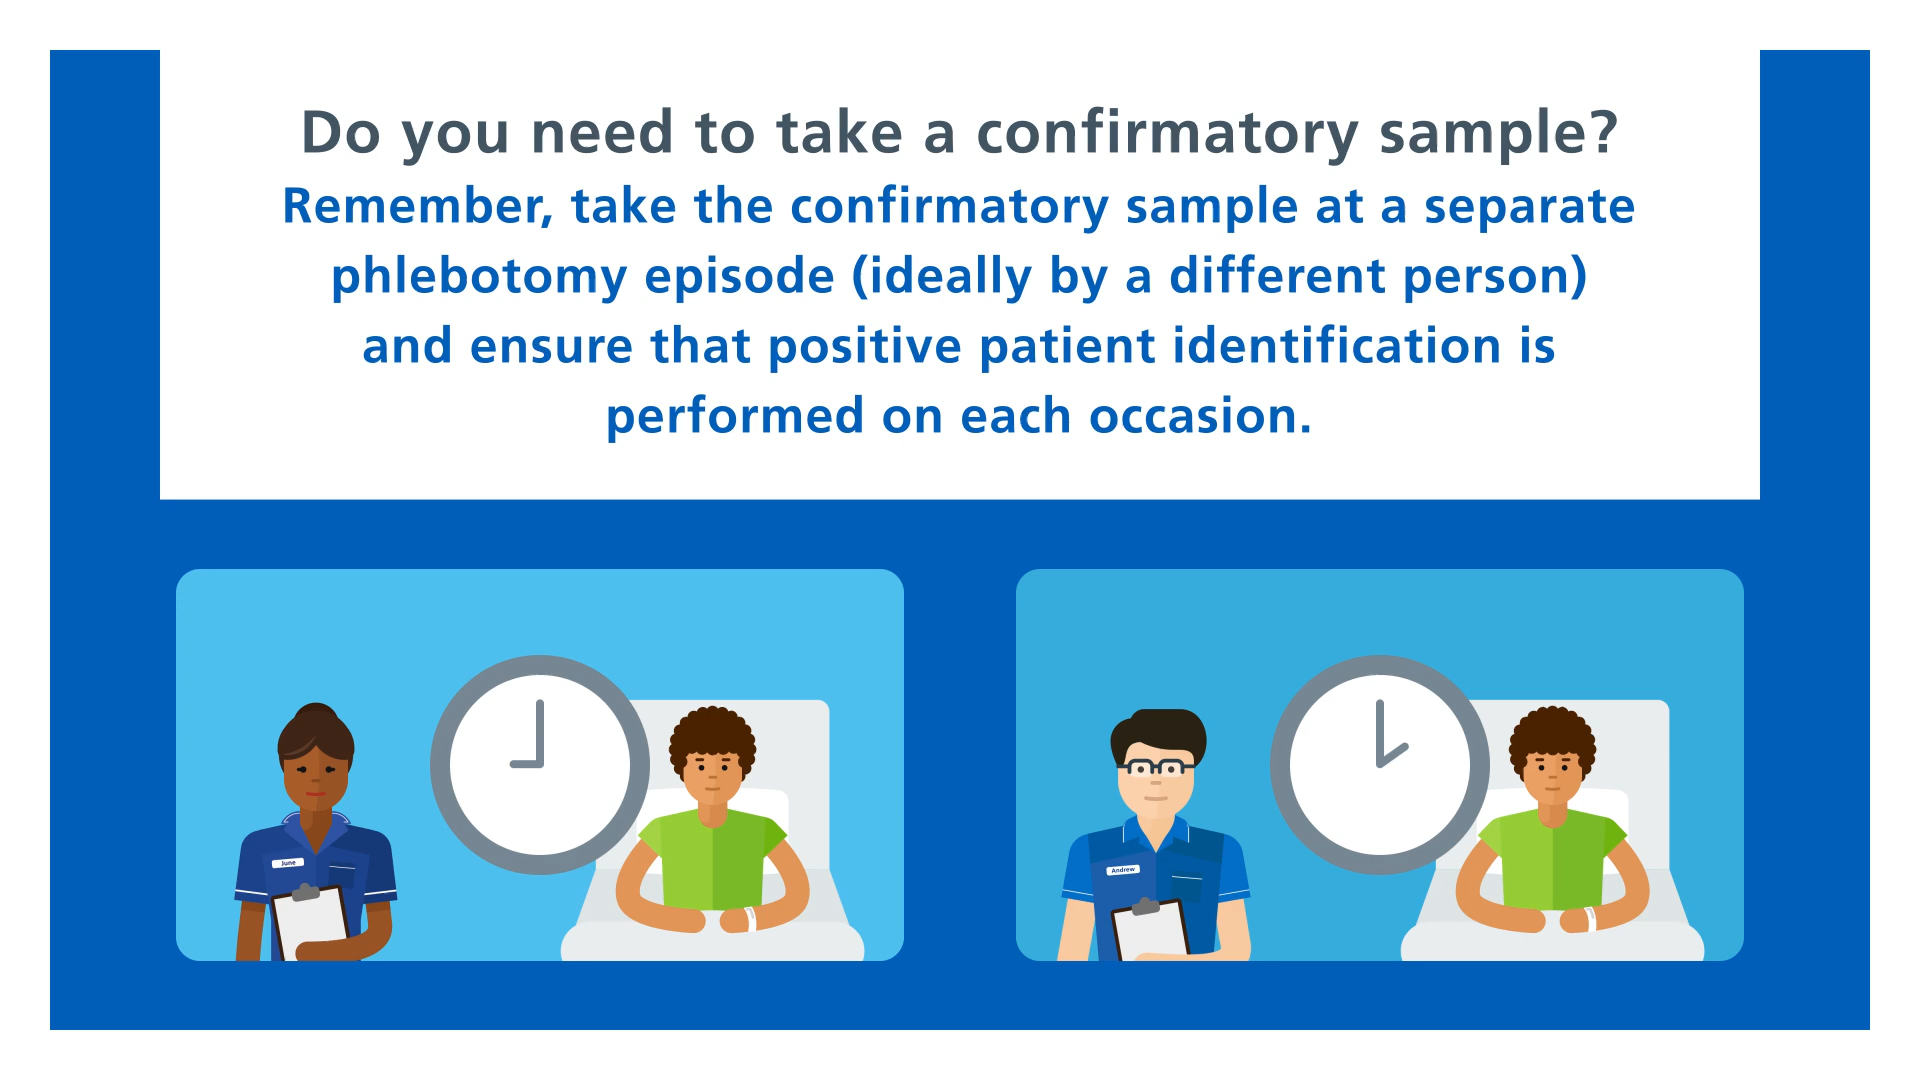 Do you need to take a confirmatory sample?
Remember, take the confirmatory sample at a separate
phlebotomy episode (ideally by a different person)
and ensure that positive patient identification is
performed on each occasion.
June
Andrew